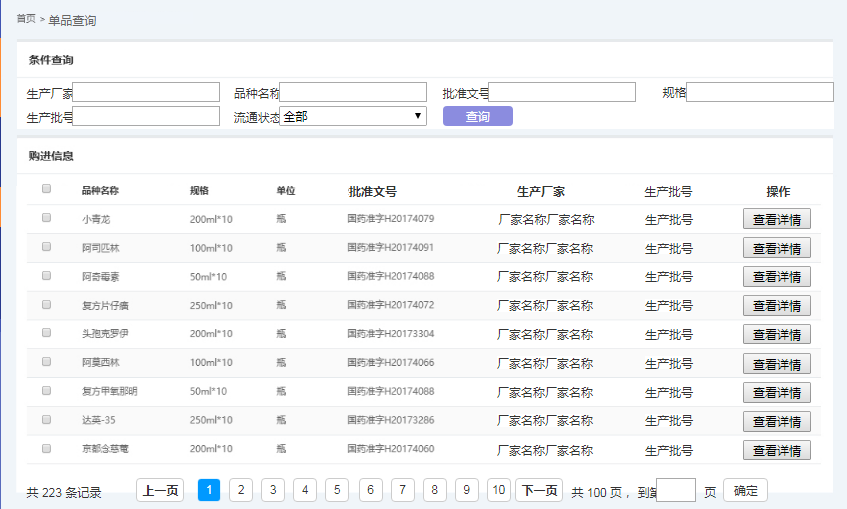 首页 > 单品查询
条件查询
生产厂家 品种名称 批准文号 规格
生产批号 流通状态 全部 查询
购进信息
品种名称 规格 单位 批准文号 生产厂家 生产批号 操作
小青龙 200ml*10 瓶 国药准字H20174079 厂家名称厂家名称 生产批号 查看详情
阿司匹林 100ml*10 瓶 国药准字H20174091 厂家名称厂家名称 生产批号 查看详情
阿奇霉素 50ml*10 瓶 国药准字H20174088 厂家名称厂家名称 生产批号 查看详情
复方片仔癀 250ml*10 瓶 国药准字H20174072 厂家名称厂家名称 生产批号 查看详情
头孢克罗伊 200ml*10 瓶 国药准字H20173304 厂家名称厂家名称 生产批号 查看详情
阿莫西林 100ml*10 瓶 国药准字H20174066 厂家名称厂家名称 生产批号 查看详情
复方甲氧那明 50ml*10 瓶 国药准字H20174088 厂家名称厂家名称 生产批号 查看详情
达英-35 250ml*10 瓶 国药准字H20173286 厂家名称厂家名称 生产批号 查看详情
京都念慈菴 200ml*10 瓶 国药准字H20174060 厂家名称厂家名称 生产批号 查看详情
共 223 条记录 上一页 1 2 3 4 5 6 7 8 9 10 下一页 共 100 页， 到第 页 确定